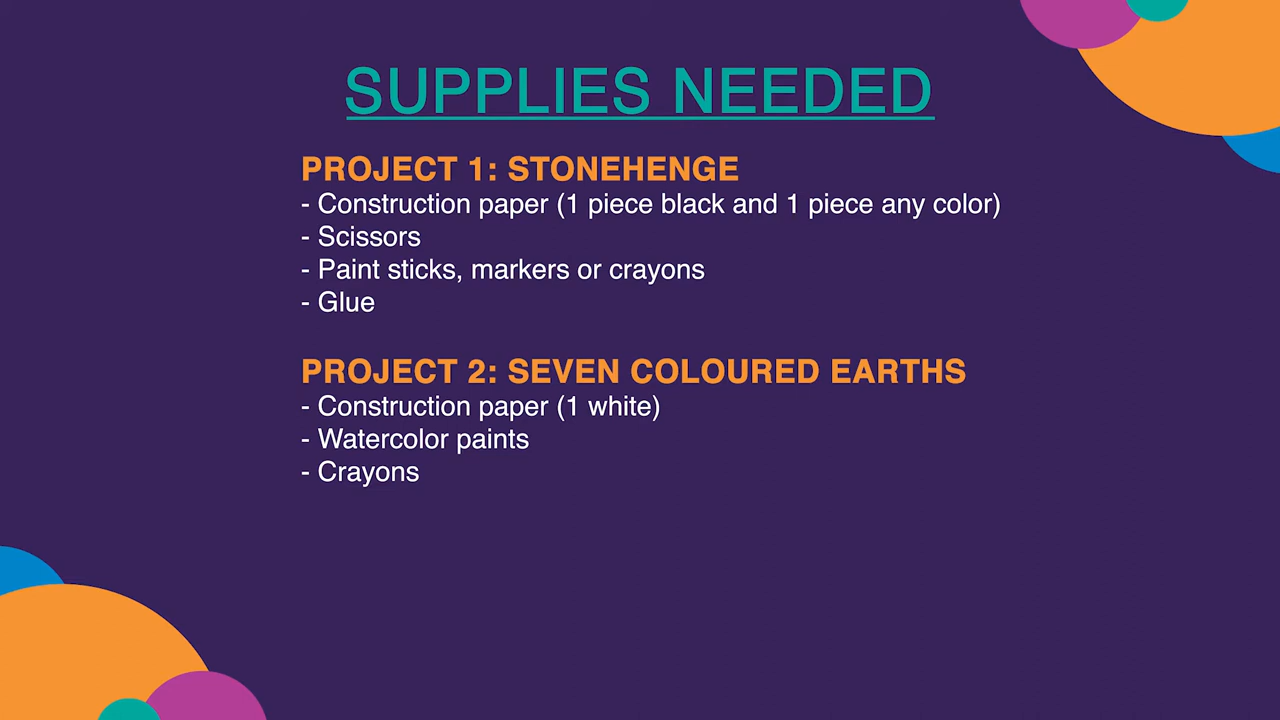 SUPPLIES NEEDED
PROJECT 1: STONEHENGE
- Construction paper (1 piece black and 1 piece any color)
- Scissors
- Paint sticks, markers or crayons
- Glue
PROJECT 2: SEVEN COLOURED EARTHS
- Construction paper (1 white)
- Watercolor paints
- Crayons